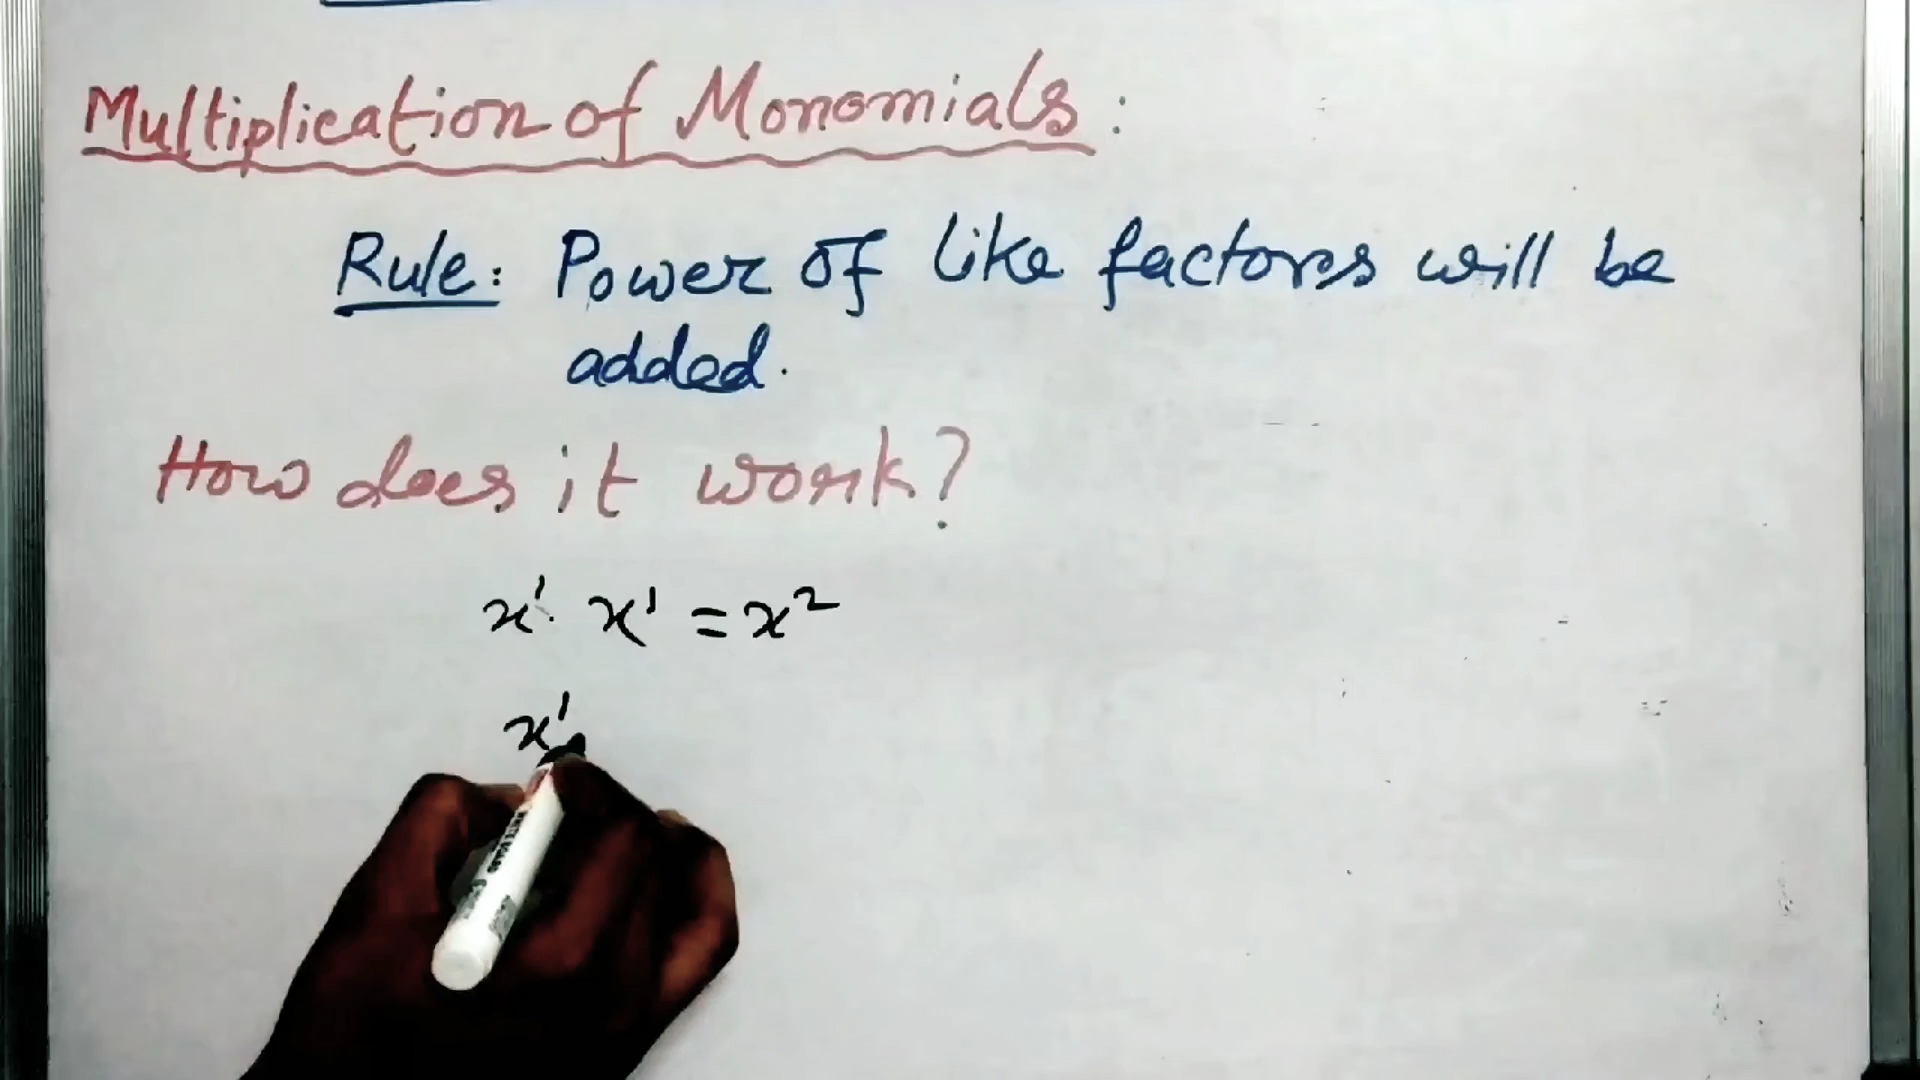 Multiplication of Monomials:
Rule: Power of like factors will be
added.
How does it work?
x¹. x¹ = x²
x¹